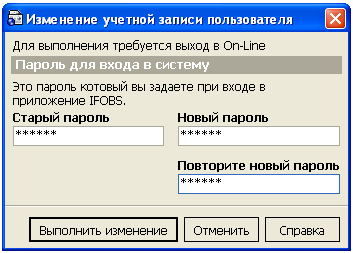 Изменение учетной записи пользователя
Для выполнения требуется выход в On-Line
Пароль для входа в систему
Это пароль котовый вы задаете при входе в
приложение IFOBS.
Старый пароль Новый пароль
****** ******
Повторите новый пароль
******
Выполнить изменение Отменить Справка